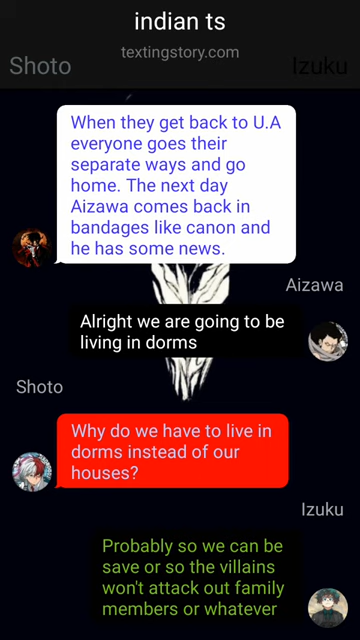 indian ts
textingstory.com
Shoto
Izuku
When they get back to U.A
everyone goes their
separate ways and go
home. The next day
Aizawa comes back in
bandages like canon and
he has some news.
Aizawa
Alright we are going to be
living in dorms
Shoto
Why do we have to live in
dorms instead of our
houses?
Izuku
Probably so we can be
save or so the villains
won't attack out family
members or whatever